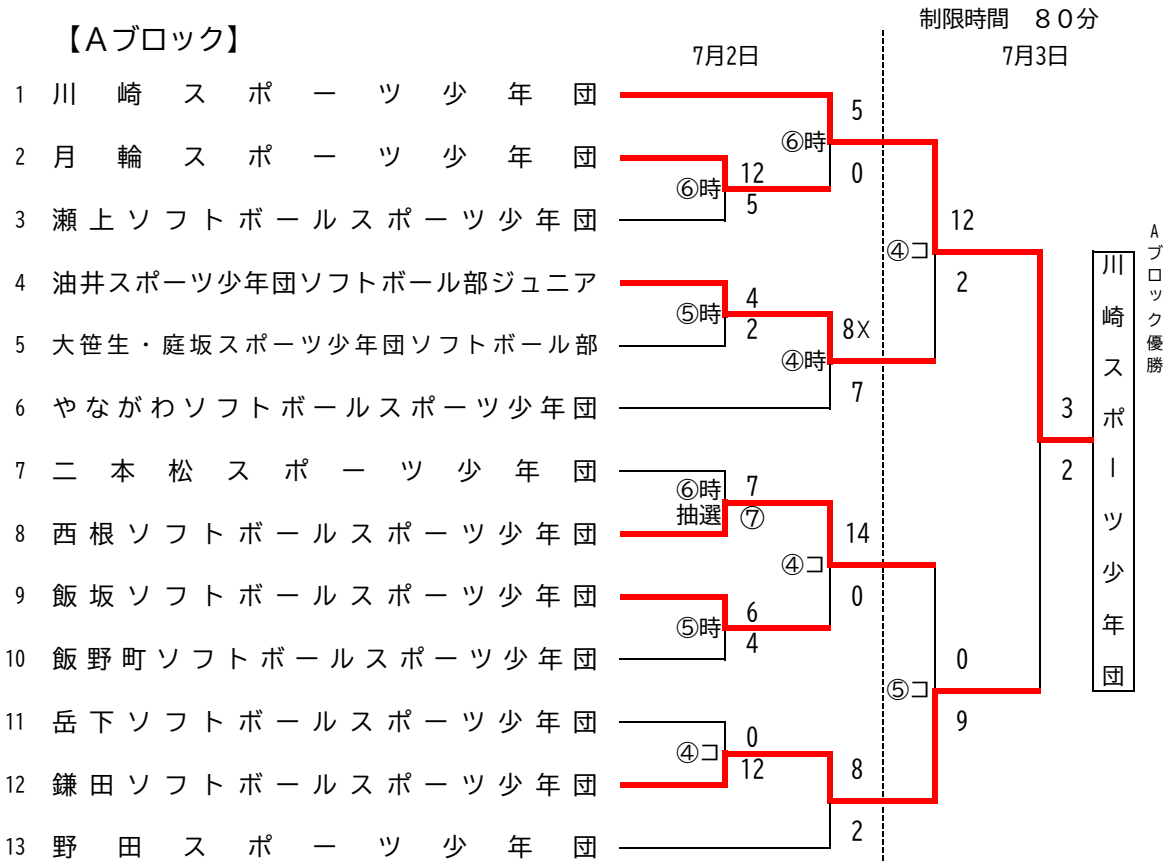 制限時間　８０分
【Aブロック】
7月2日
7月3日
1 川崎スポーツ少年団
5
⑥時
2 月輪スポーツ少年団
12
0
⑥時
5
3 瀬上ソフトボールスポーツ少年団
12
④コ
2
4 油井スポーツ少年団ソフトボール部ジュニア
4
⑤時
2
8X
5 大笹生・庭坂スポーツ少年団ソフトボール部
④時
7
6 やながわソフトボールスポーツ少年団
3
2
7 二本松スポーツ少年団
⑥時
7
抽選
⑦
8 西根ソフトボールスポーツ少年団
14
④コ
0
9 飯坂ソフトボールスポーツ少年団
6
⑤時
4
10 飯野町ソフトボールスポーツ少年団
0
⑤コ
9
11 岳下ソフトボールスポーツ少年団
0
④コ
12
12 鎌田ソフトボールスポーツ少年団
8
2
13 野田スポーツ少年団
川崎スポーツ少年団
Aブロック優勝